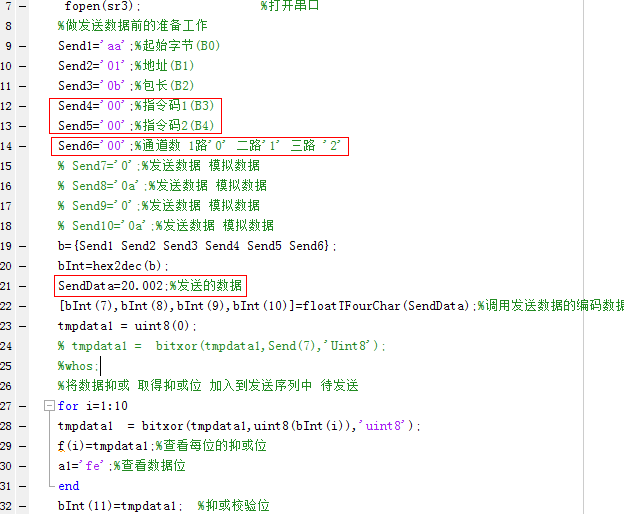 7 — fopen(sr3); %打开串口
8 %做发送数据前的准备工作
9 — Send1='aa';%起始字节(B0)
10 — Send2='01';%地址(B1)
11 — Send3='0b';%包长(B2)
12 — Send4='00';%指令码1(B3)
13 — Send5='00';%指令码2(B4)
14 — Send6='00';%通道数 1路'0' 二路'1' 三路 '2'
15 % Send7='0';%发送数据 模拟数据
16 % Send8='0a';%发送数据 模拟数据
17 % Send9='0';%发送数据 模拟数据
18 % Send10='0a';%发送数据 模拟数据
19 — b={Send1 Send2 Send3 Send4 Send5 Send6};
20 — bInt=hex2dec(b);
21 — SendData=20.002;%发送的数据
22 — [bInt(7),bInt(8),bInt(9),bInt(10)]=floatTFourChar(SendData);%调用发送数据的编码数据
23 — tmpdata1 = uint8(0);
24 % tmpdata1 = bitxor(tmpdata1,Send(7),'Uint8');
25 %whos;
26 %将数据抑或 取得抑或位 加入到发送序列中 待发送
27 — for i=1:10
28 — tmpdata1 = bitxor(tmpdata1,uint8(bInt(i)),'uint8');
29 — f(i)=tmpdata1;%查看每位的抑或位
30 — a1='fe';%查看数据位
31 — end
32 — bInt(11)=tmpdata1; %抑或校验位